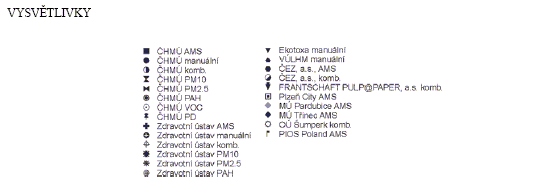 VYSVĚTLIVKY
ČHMÚ AMS
ČHMÚ manuální
ČHMÚ komb.
ČHMÚ PM10
ČHMÚ PM2.5
ČHMÚ PAH
ČHMÚ VOC
ČHMÚ PD
Zdravotní ústav AMS
Zdravotní ústav manuální
Zdravotní ústav komb.
Zdravotní ústav PM10
Zdravotní ústav PM2.5
Zdravotní ústav PAH
Ekotoxa manuální
VÚLHM manuální
ČEZ, a.s., AMS
ČEZ, a.s., komb.
FRANTSCHAFT PULP@PAPER, a.s. komb.
Plzeň City AMS
MÚ Pardubice AMS
MÚ Třinec AMS
OÚ Šumperk komb.
PIOS Poland AMS